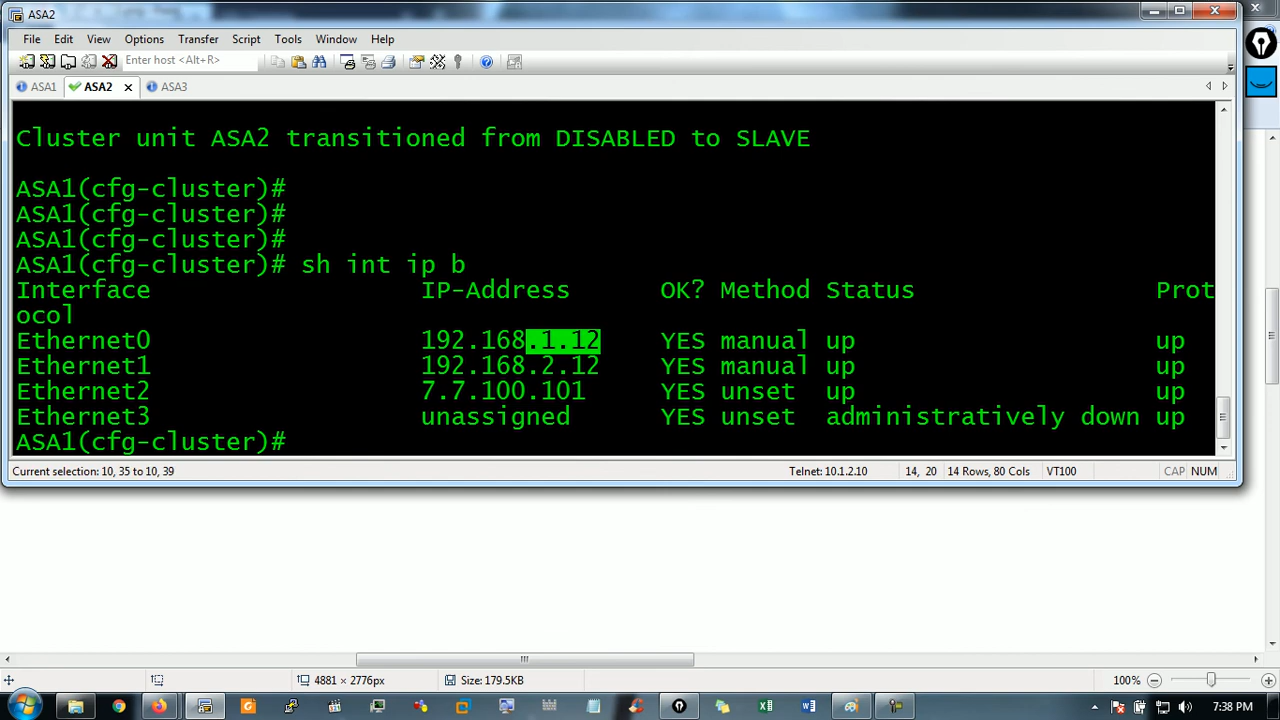 ASA2
File Edit View Options Transfer Script Tools Window Help
Enter host <Alt+R>
ASA1 ASA2 ASA3
Cluster unit ASA2 transitioned from DISABLED to SLAVE
ASA1(cfg-cluster)#
ASA1(cfg-cluster)#
ASA1(cfg-cluster)#
ASA1(cfg-cluster)# sh int ip b
Interface IP-Address OK? Method Status Prot
ocol
Ethernet0 192.168.1.12 YES manual up up
Ethernet1 192.168.2.12 YES manual up up
Ethernet2 7.7.100.101 YES unset up up
Ethernet3 unassigned YES unset administratively down up
ASA1(cfg-cluster)#
Current selection: 10, 35 to 10, 39 Telnet: 10.1.2.10 14, 20 14 Rows, 80 Cols VT100 CAP NUM
4881 × 2776px Size: 179.5KB 100%
7:38 PM